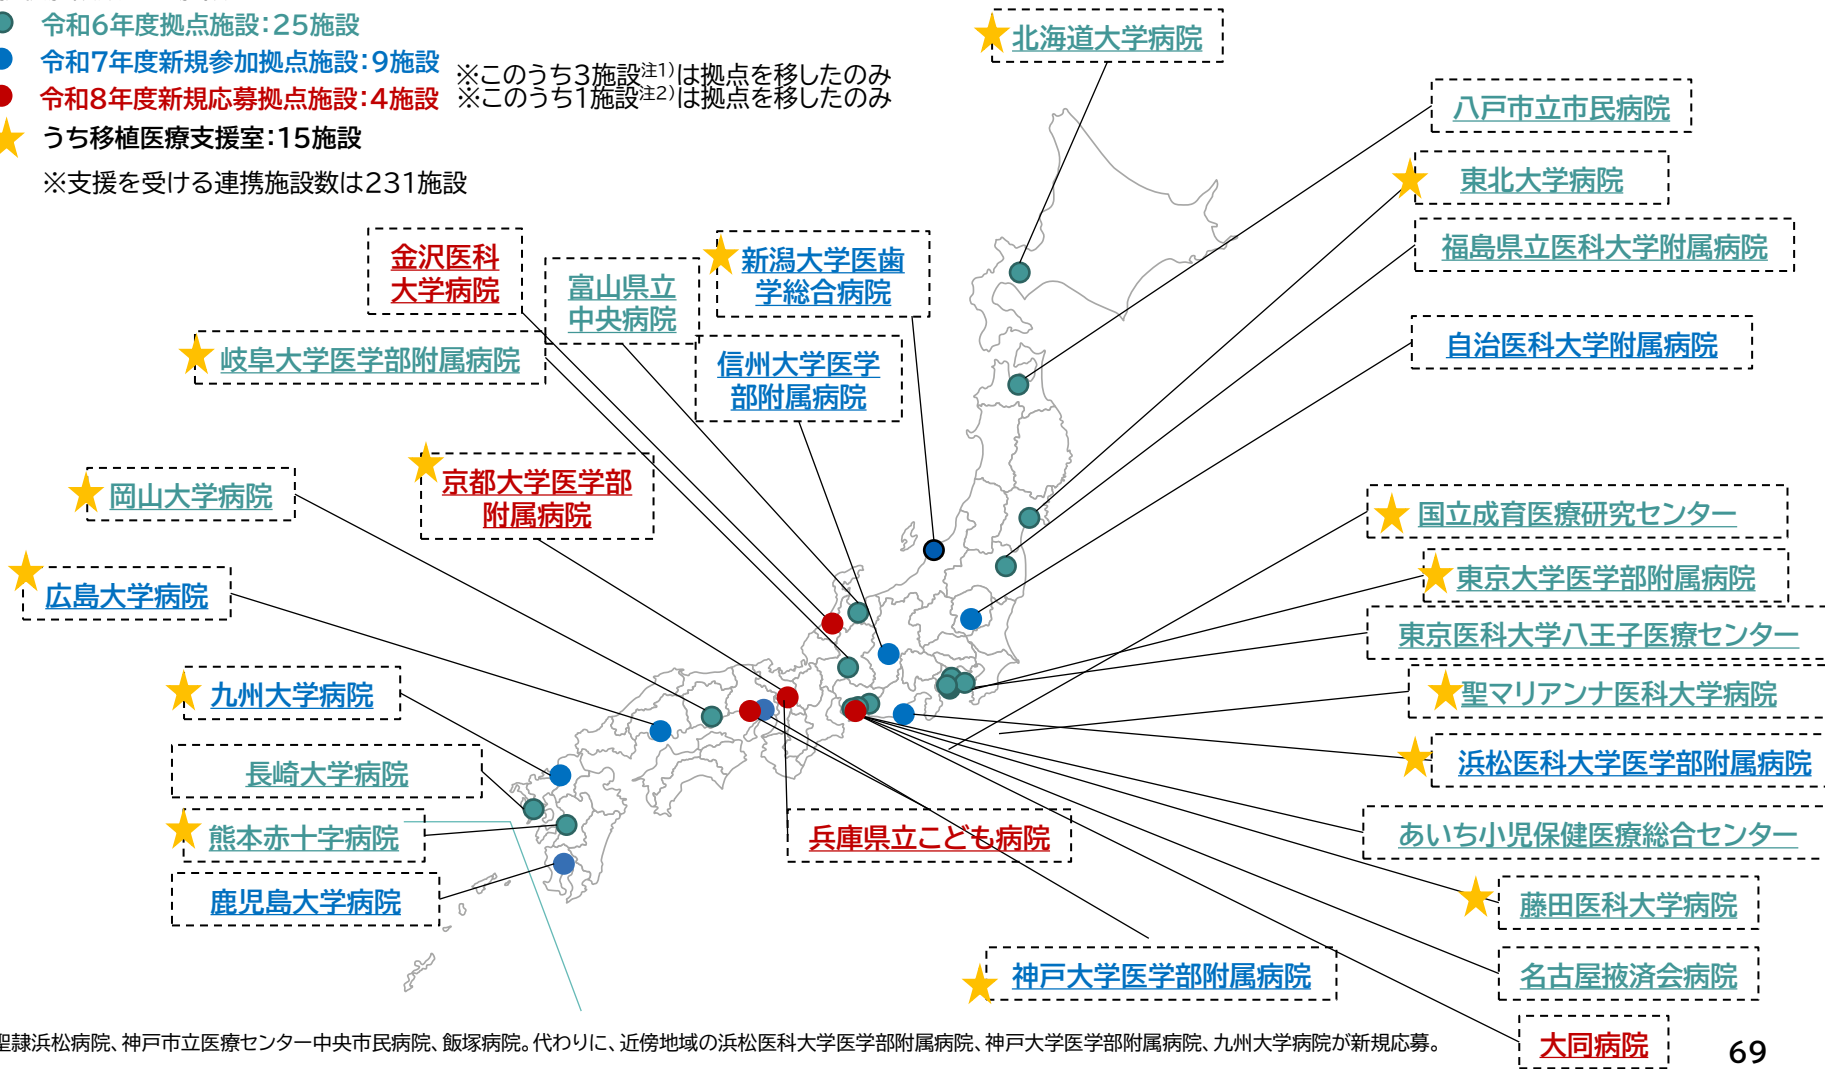 令和6年度拠点施設：25施設
令和7年度新規参加拠点施設：9施設 ※このうち3施設注1)は拠点を移したのみ
令和8年度新規応募拠点施設：4施設 ※このうち1施設注2)は拠点を移したのみ
うち移植医療支援室：15施設
※支援を受ける連携施設数は231施設
北海道大学病院
八戸市立市民病院
東北大学病院
福島県立医科大学附属病院
自治医科大学附属病院
金沢医科
大学病院
富山県立
中央病院
新潟大学医歯
学総合病院
岐阜大学医学部附属病院
信州大学医学
部附属病院
京都大学医学部
附属病院
岡山大学病院
広島大学病院
九州大学病院
長崎大学病院
熊本赤十字病院
鹿児島大学病院
国立成育医療研究センター
東京大学医学部附属病院
東京医科大学八王子医療センター
聖マリアンナ医科大学病院
浜松医科大学医学部附属病院
兵庫県立こども病院
あいち小児保健医療総合センター
藤田医科大学病院
神戸大学医学部附属病院
名古屋掖済会病院
大同病院
聖隷浜松病院、神戸市立医療センター中央市民病院、飯塚病院。代わりに、近傍地域の浜松医科大学医学部附属病院、神戸大学医学部附属病院、九州大学病院が新規応募。
69